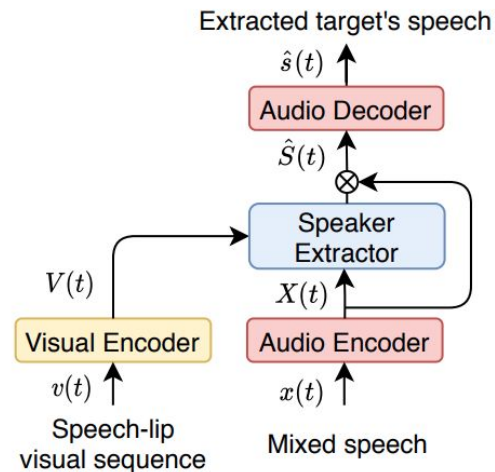 Extracted target's speech
ŝ(t)
Audio Decoder
Ŝ(t)
Speaker
Extractor
V(t)
X(t)
Visual Encoder
Audio Encoder
v(t)
x(t)
Speech-lip
visual sequence
Mixed speech